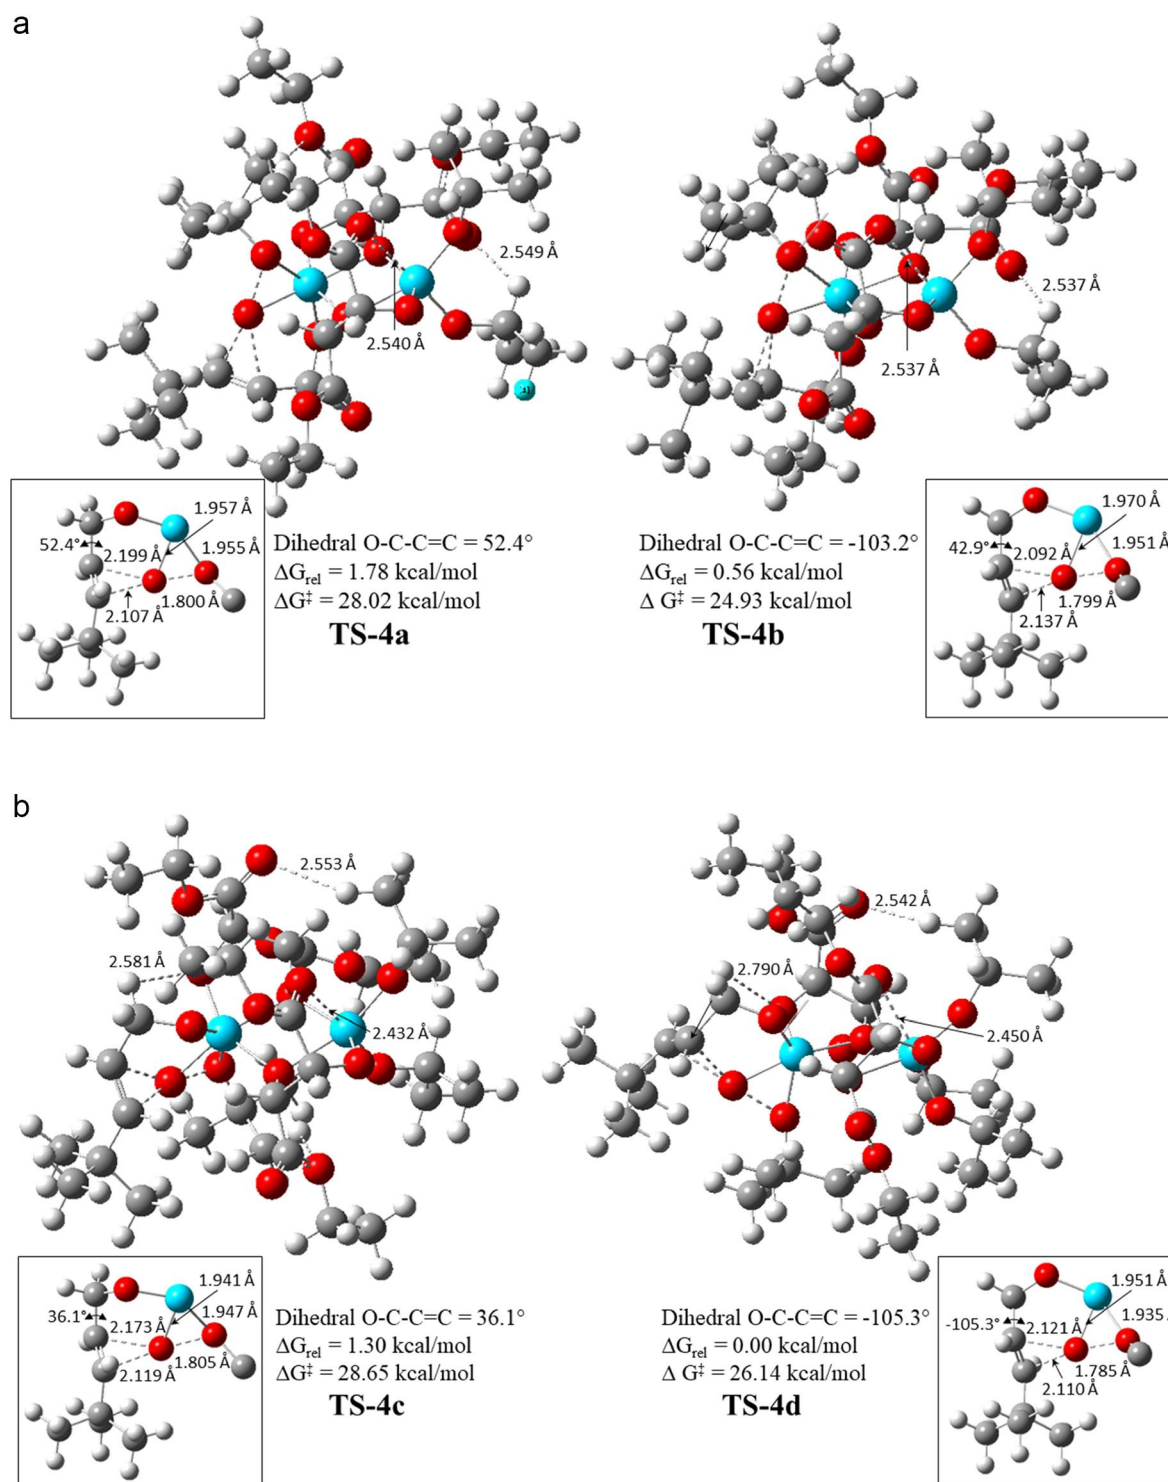 a
2.549 Å
2.540 Å
2.537 Å
2.537 Å
52.4°
1.957 Å
2.199 Å
1.955 Å
1.800 Å
2.107 Å
Dihedral O-C-C=C = 52.4°
ΔG_rel = 1.78 kcal/mol
ΔG‡ = 28.02 kcal/mol
TS-4a
Dihedral O-C-C=C = -103.2°
ΔG_rel = 0.56 kcal/mol
Δ G‡ = 24.93 kcal/mol
TS-4b
42.9°
1.970 Å
2.092 Å
1.951 Å
1.799 Å
2.137 Å
b
2.553 Å
2.581 Å
2.432 Å
2.542 Å
2.790 Å
2.450 Å
36.1°
1.941 Å
2.173 Å
1.947 Å
1.805 Å
2.119 Å
Dihedral O-C-C=C = 36.1°
ΔG_rel = 1.30 kcal/mol
ΔG‡ = 28.65 kcal/mol
TS-4c
Dihedral O-C-C=C = -105.3°
ΔG_rel = 0.00 kcal/mol
Δ G‡ = 26.14 kcal/mol
TS-4d
-105.3°
1.951 Å
2.121 Å
1.935
1.785 Å
2.110 Å